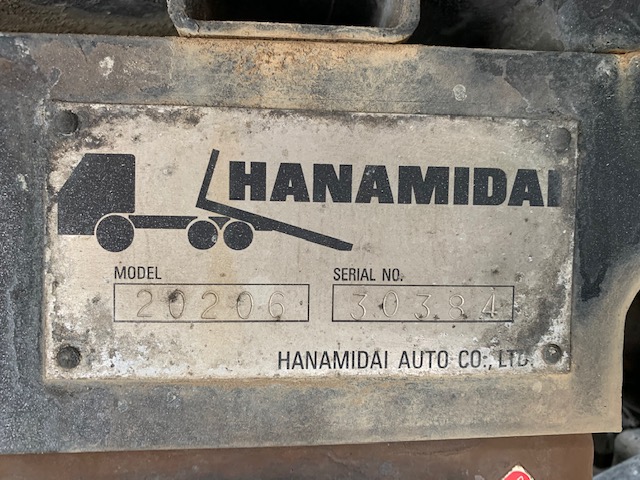 HANAMIDAI
MODEL
SERIAL NO.
20206
30384
HANAMIDAI AUTO CO., LTD.